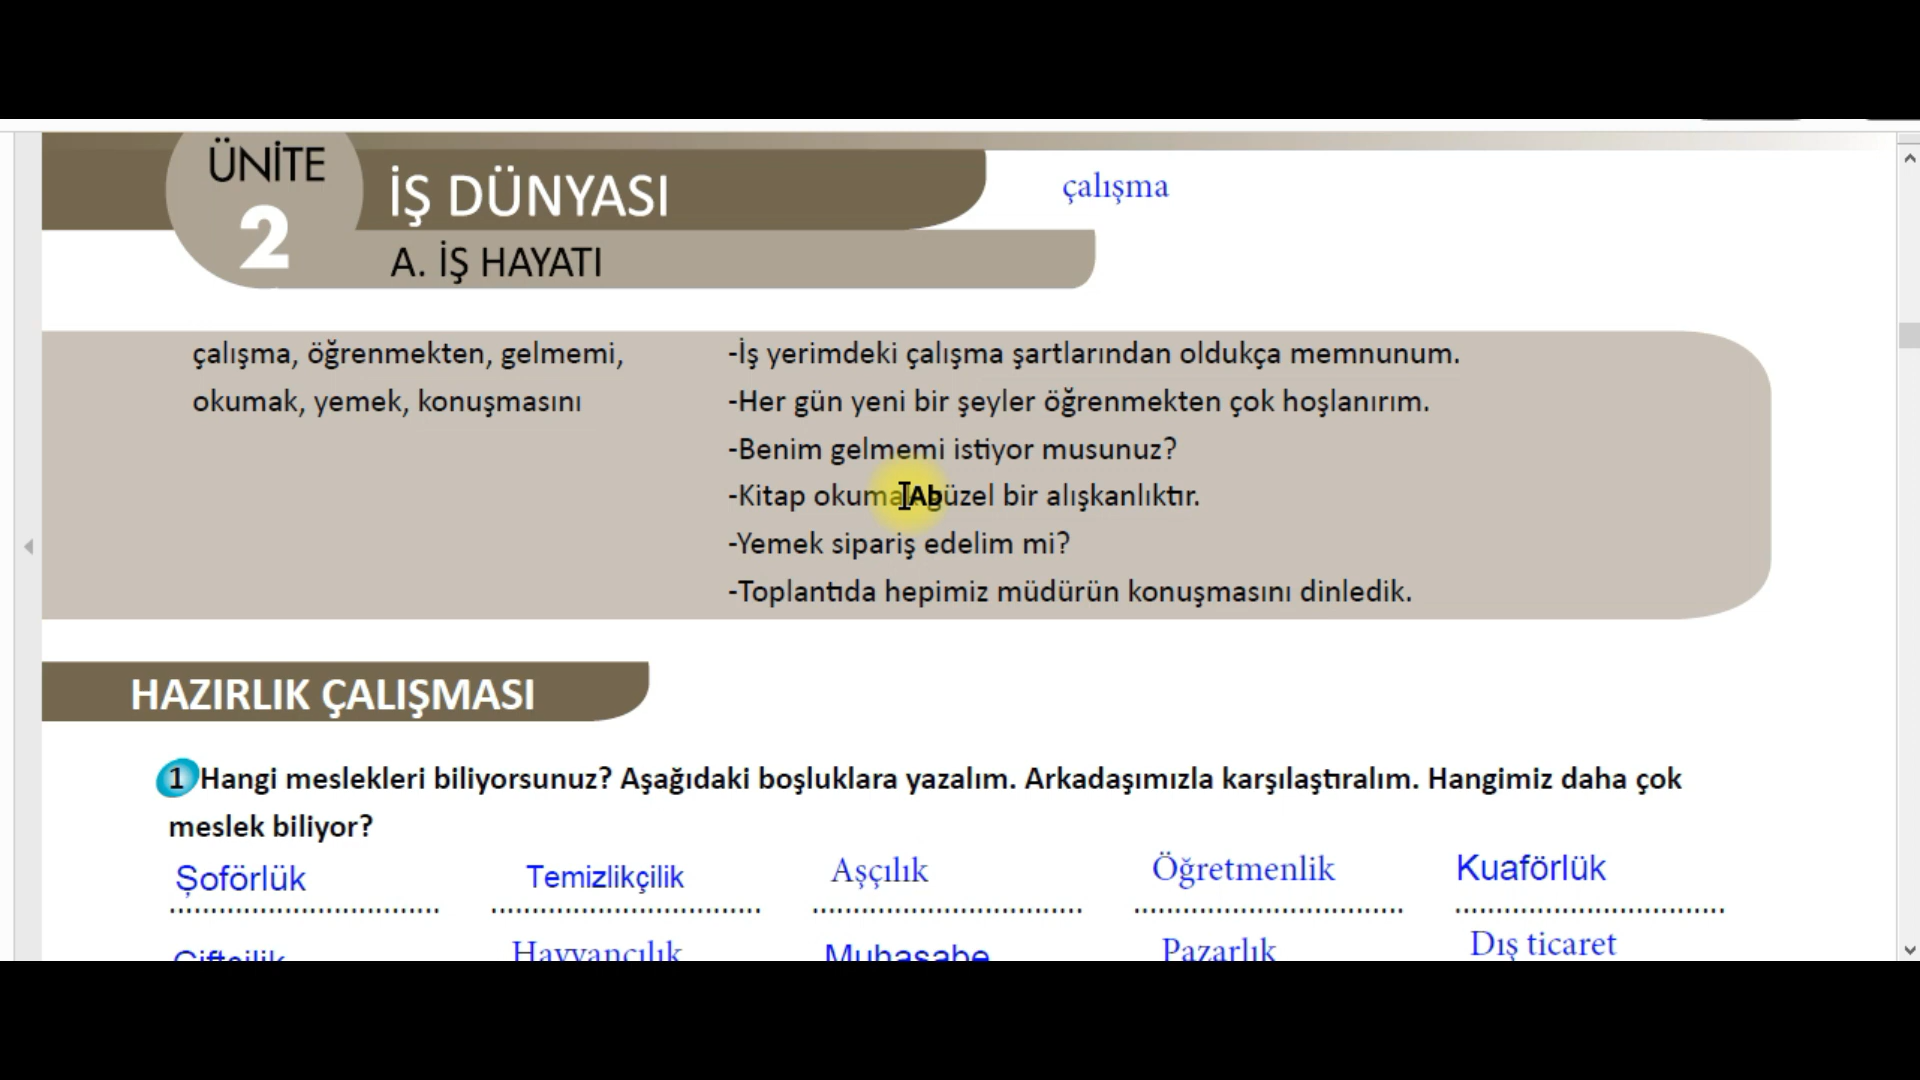 ÜNİTE
2
İŞ DÜNYASI
çalışma
A. İŞ HAYATI
çalışma, öğrenmekten, gelmemi,
okumak, yemek, konuşmasını
-İş yerimdeki çalışma şartlarından oldukça memnunum.
-Her gün yeni bir şeyler öğrenmekten çok hoşlanırım.
-Benim gelmemi istiyor musunuz?
-Kitap okumak güzel bir alışkanlıktır.
-Yemek sipariş edelim mi?
-Toplantıda hepimiz müdürün konuşmasını dinledik.
HAZIRLIK ÇALIŞMASI
1 Hangi meslekleri biliyorsunuz? Aşağıdaki boşluklara yazalım. Arkadaşımızla karşılaştıralım. Hangimiz daha çok
meslek biliyor?
Şoförlük Temizlikçilik Aşçılık Öğretmenlik Kuaförlük
Çiftçilik Hayvancılık Muhasabe Pazarlık Dış ticaret